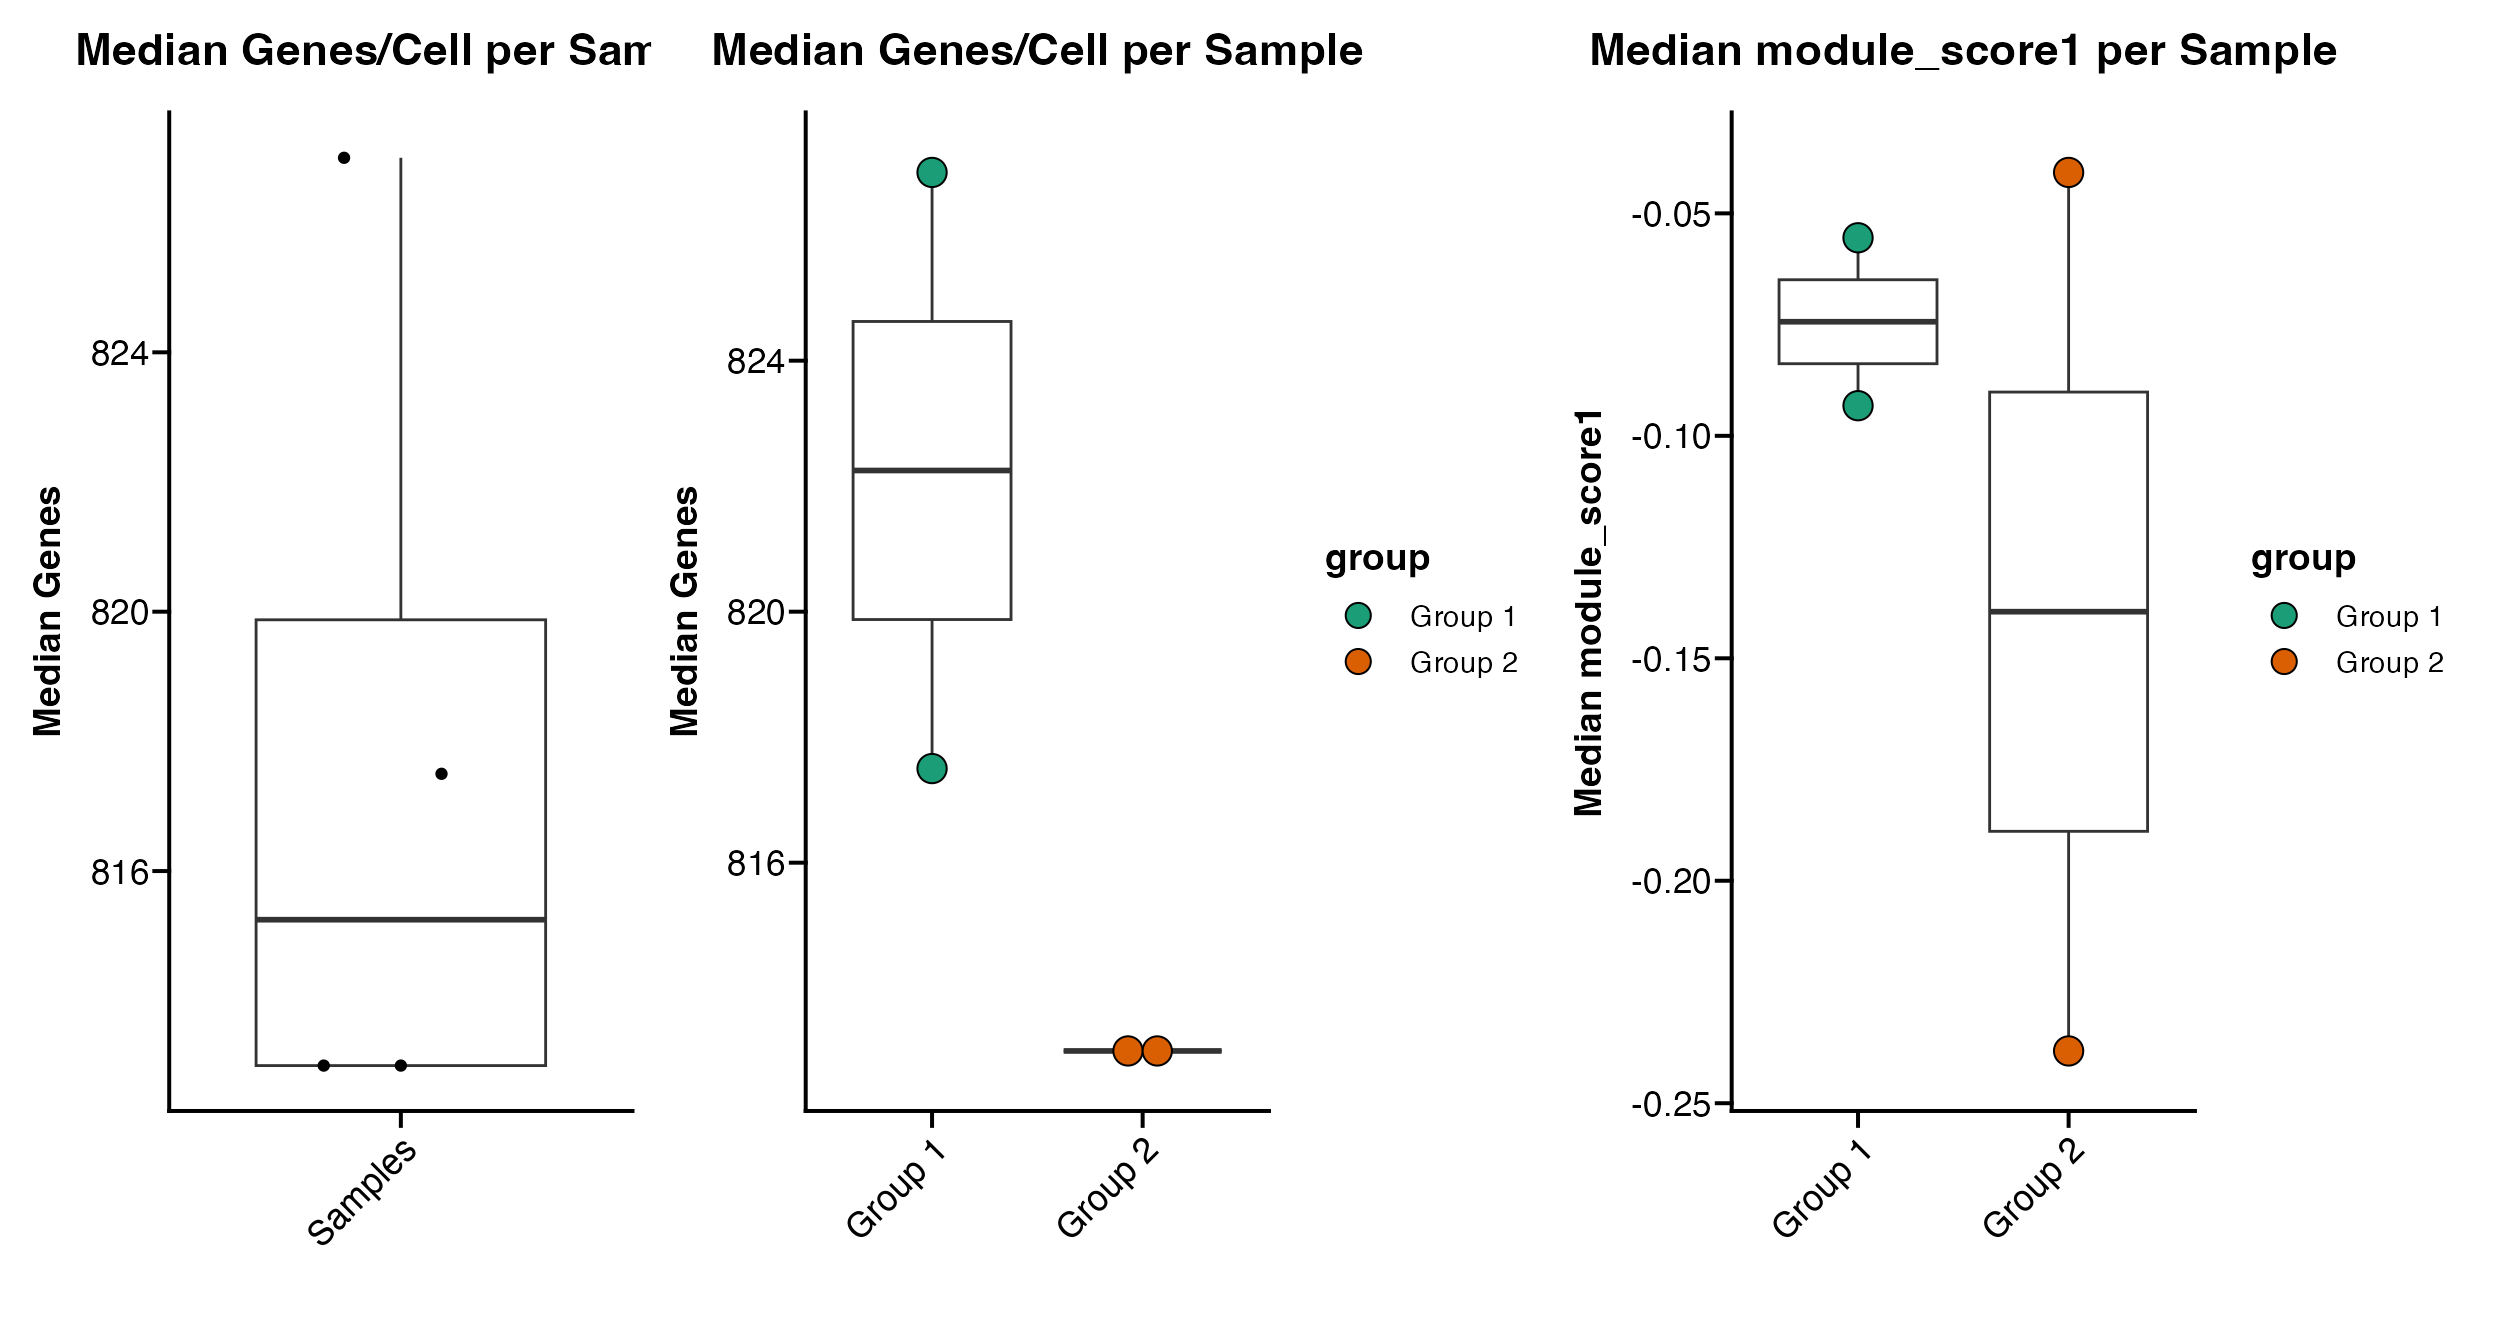 Median Genes/Cell per Sam
Median Genes
824
820
816
Samples
Median Genes/Cell per Sample
Median Genes
824
820
816
Group 1
Group 2
group
Group 1
Group 2
Median module_score1 per Sample
Median module_score1
-0.05
-0.10
-0.15
-0.20
-0.25
Group 1
Group 2
group
Group 1
Group 2